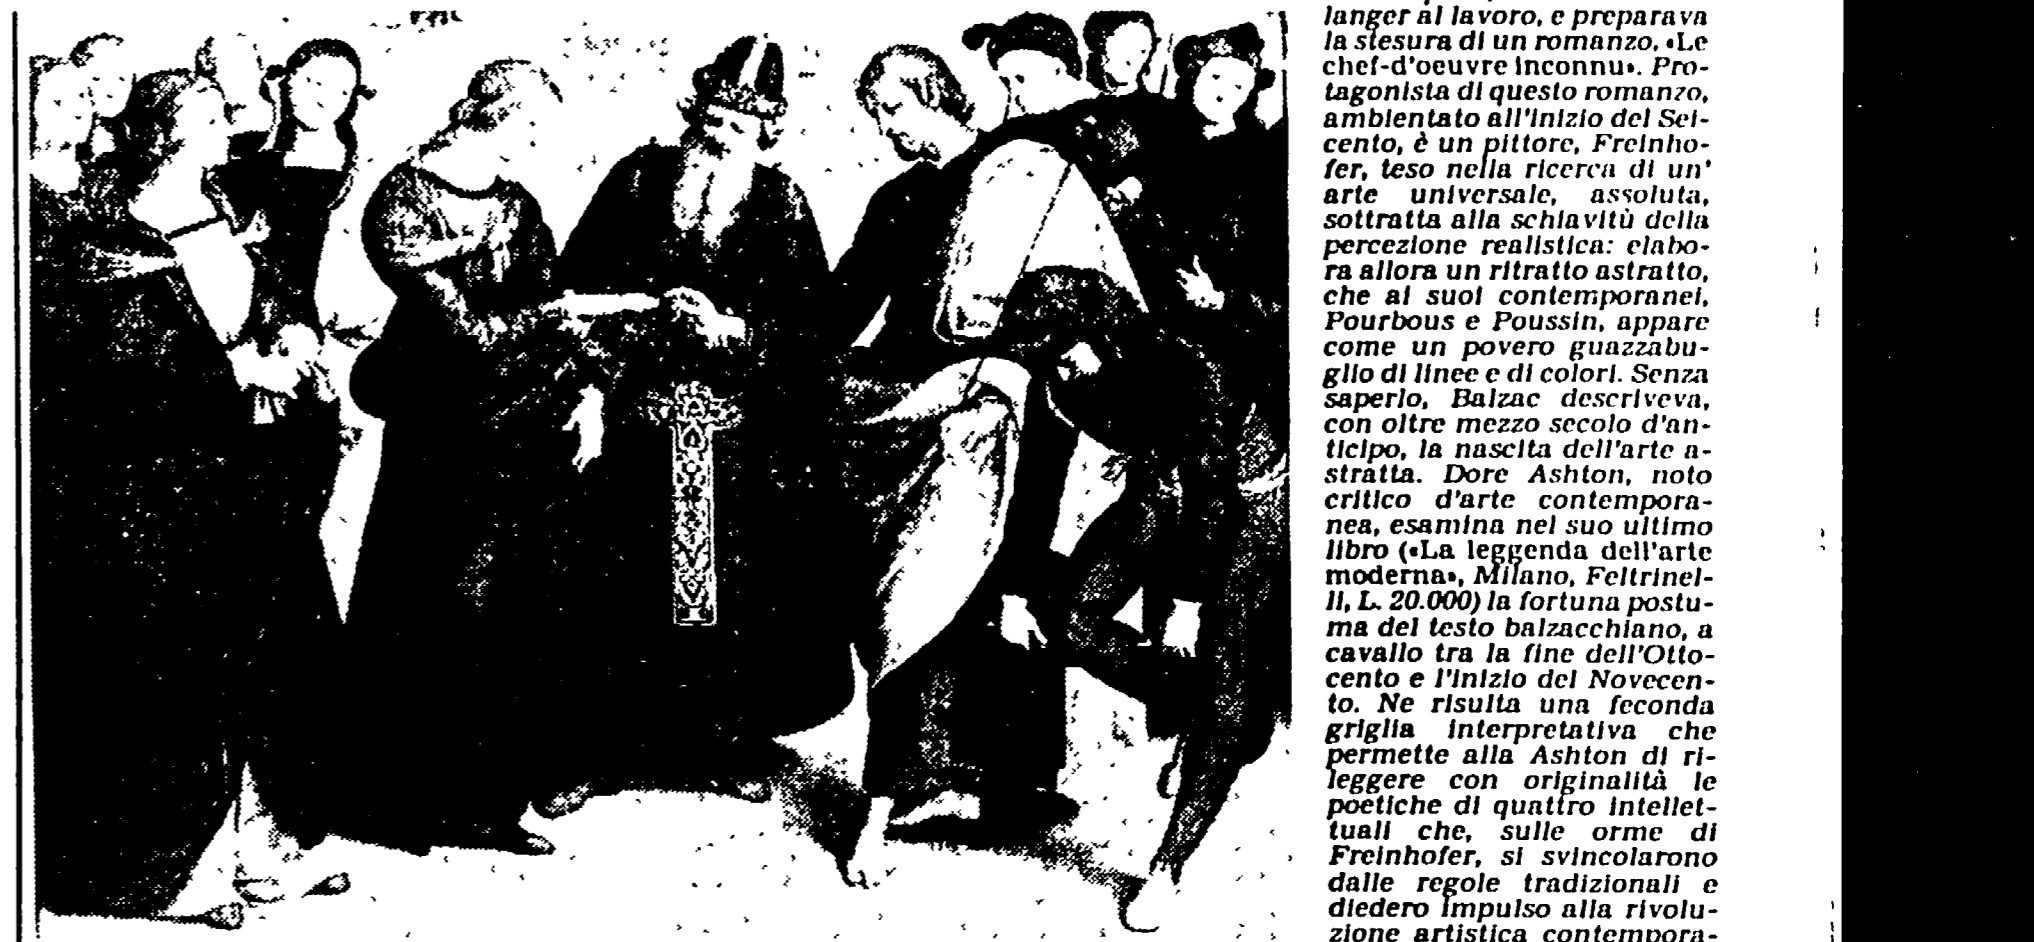 langer al lavoro, e preparava
la stesura di un romanzo, «Le
chef-d'oeuvre inconnu». Pro-
tagonista di questo romanzo,
ambientato all'inizio del Sei-
cento, è un pittore, Freinho-
fer, teso nella ricerca di un'
arte universale, assoluta,
sottratta alla schiavitù della
percezione realistica: elabo-
ra allora un ritratto astratto,
che ai suoi contemporanei,
Pourbous e Poussin, appare
come un povero guazzabu-
glio di linee e di colori. Senza
saperlo, Balzac descriveva,
con oltre mezzo secolo d'an-
ticipo, la nascita dell'arte a-
stratta. Dore Ashton, noto
critico d'arte contempora-
nea, esamina nel suo ultimo
libro («La leggenda dell'arte
moderna», Milano, Feltrinel-
li, L. 20.000) la fortuna postu-
ma del testo balzacchiano, a
cavallo tra la fine dell'Otto-
cento e l'inizio del Novecen-
to. Ne risulta una feconda
griglia interpretativa che
permette alla Ashton di ri-
leggere con originalità le
poetiche di quattro intellet-
tuali che, sulle orme di
Freinhofer, si svincolarono
dalle regole tradizionali e
diedero impulso alla rivolu-
zione artistica contempora-